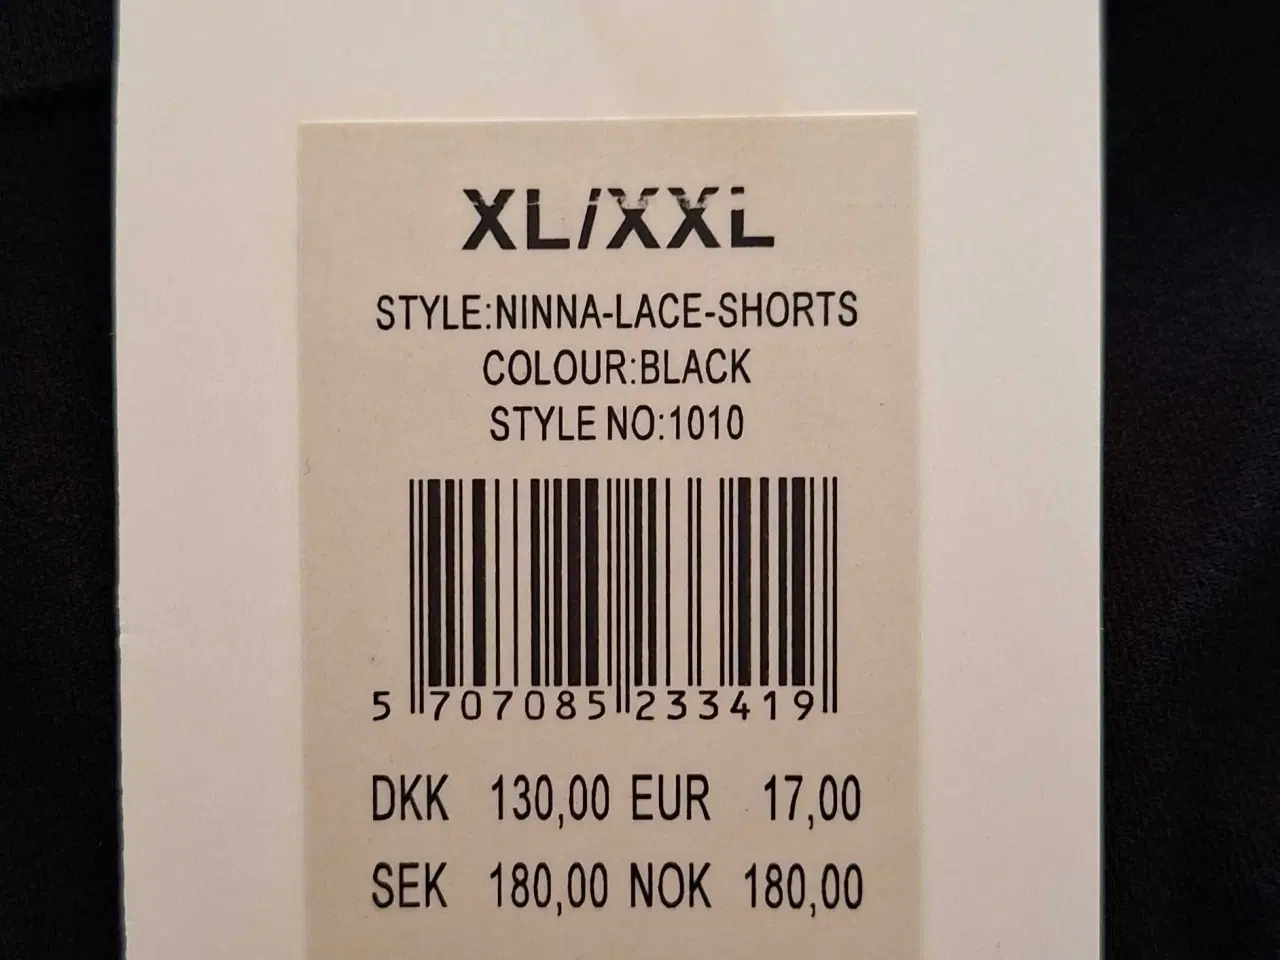 XL/XXL
STYLE:NINNA-LACE-SHORTS
COLOUR:BLACK
STYLE NO:1010
5 707085 233419
DKK 130,00 EUR 17,00
SEK 180,00 NOK 180,00